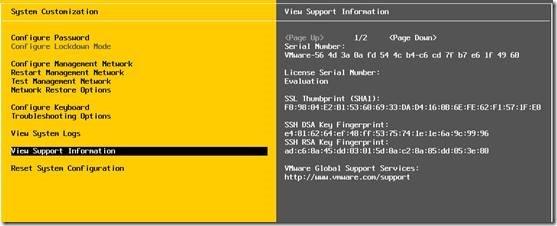 System Customization
Configure Password
Configure Lockdown Mode
Configure Management Network
Restart Management Network
Test Management Network
Network Restore Options
Configure Keyboard
Troubleshooting Options
View System Logs
View Support Information
Reset System Configuration
View Support Information
<Page Up> 1/2 <Page Down>
Serial Number:
VMware-56 4d 3a 0a fd 54 4c b4-c6 cd 7f b7 e6 1f 49 60
License Serial Number:
Evaluation
SSL Thumbprint (SHA1):
F0:98:04:E2:B1:53:60:69:33:DA:D4:16:08:6E:FE:62:F1:57:1F:E0
SSH DSA Key Fingerprint:
e4:81:62:64:ef:48:ff:53:75:74:1e:1e:6a:9c:99:96
SSH RSA Key Fingerprint:
ad:c6:8a:45:dd:03:01:5d:0a:c2:0a:85:dd:05:3e:80
VMware Global Support Services:
http://www.vmware.com/support